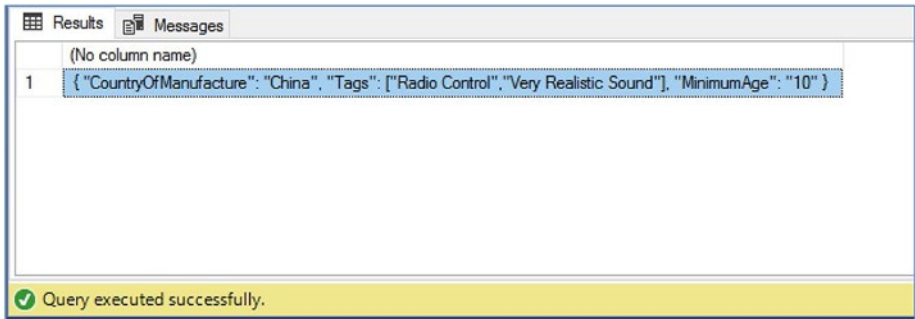 Results Messages
(No column name)
1 { "CountryOfManufacture": "China", "Tags": ["Radio Control","Very Realistic Sound"], "MinimumAge": "10" }
Query executed successfully.